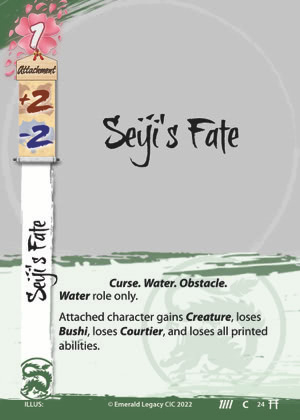 1
Attachment
+2
-2
Seiji's Fate
Seiji's Fate
Curse. Water. Obstacle.
Water role only.
Attached character gains Creature, loses
Bushi, loses Courtier, and loses all printed
abilities.
ILLUS:
© Emerald Legacy CIC 2022
C 24